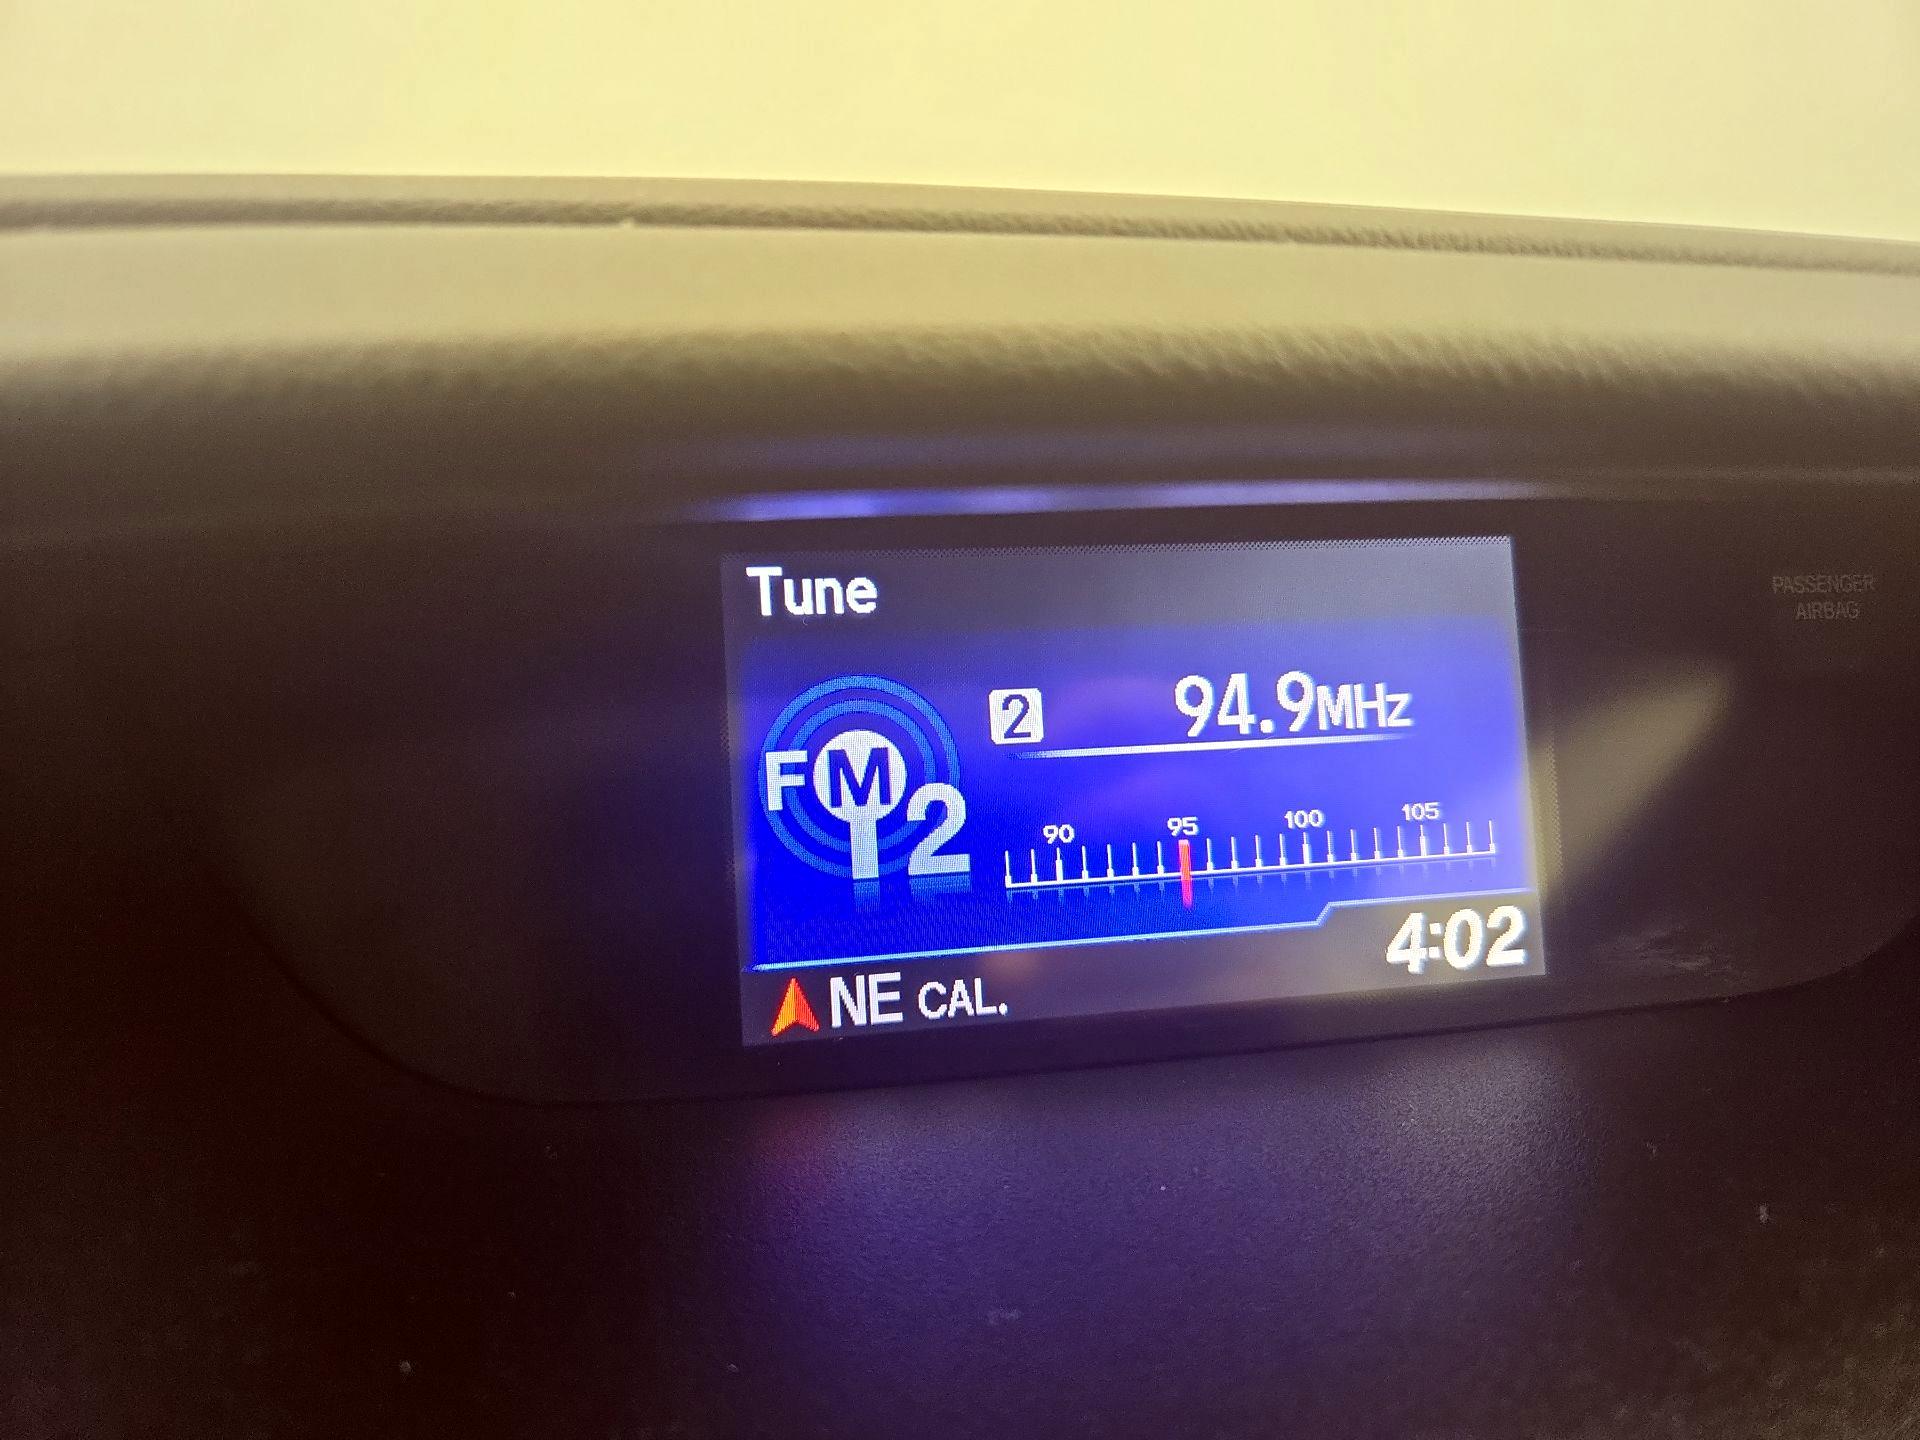 Tune
FM2
2 94.9MHz
90 95 100 105
4:02
NE CAL.
PASSENGER
AIRBAG